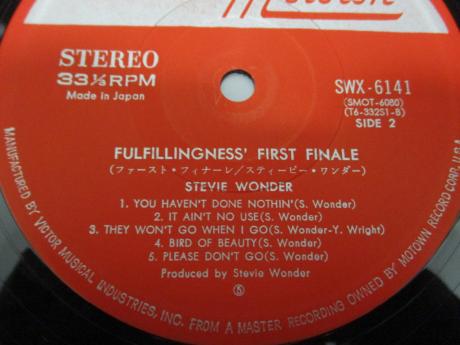 STEREO
33⅓RPM
Made in Japan
SWX-6141
(SMOT-6080)
(T6-332S1-B)
SIDE 2
FULFILLINGNESS' FIRST FINALE
(ファースト・フィナーレ／スティービー・ワンダー)
STEVIE WONDER
1. YOU HAVEN'T DONE NOTHIN'(S. Wonder)
2. IT AIN'T NO USE(S. Wonder)
3. THEY WON'T GO WHEN I GO(S. Wonder-Y. Wright)
4. BIRD OF BEAUTY(S. Wonder)
5. PLEASE DON'T GO(S. Wonder)
Produced by Stevie Wonder
Ⓢ
MANUFACTURED BY VICTOR MUSICAL INDUSTRIES, INC. FROM A MASTER RECORDING OWNED BY MOTOWN RECORD CORP. U.S.A.